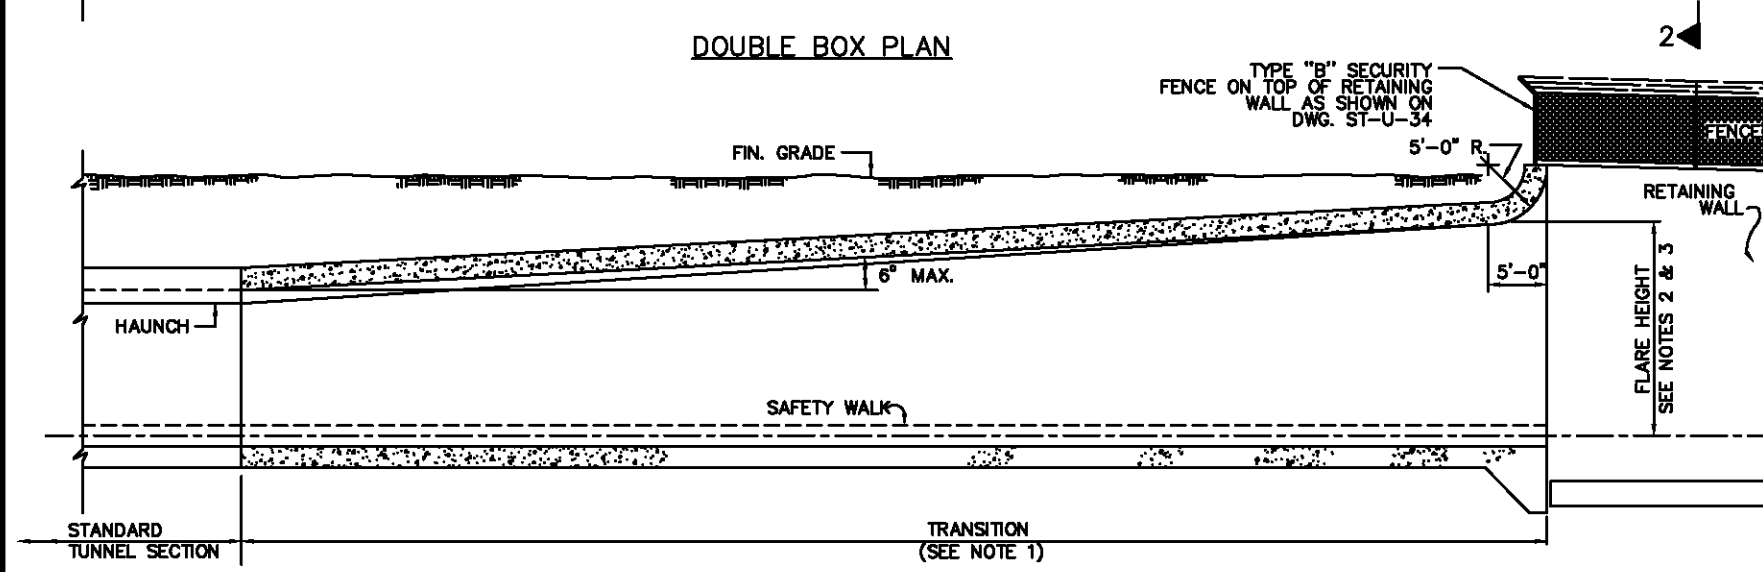 DOUBLE BOX PLAN
2
TYPE "B" SECURITY
FENCE ON TOP OF RETAINING
WALL AS SHOWN ON
DWG. ST-U-34
FENCE
5'-0" R.
FIN. GRADE
RETAINING
WALL
6° MAX.
5'-0"
HAUNCH
FLARE HEIGHT
SEE NOTES 2 & 3
SAFETY WALK
STANDARD
TUNNEL SECTION
TRANSITION
(SEE NOTE 1)